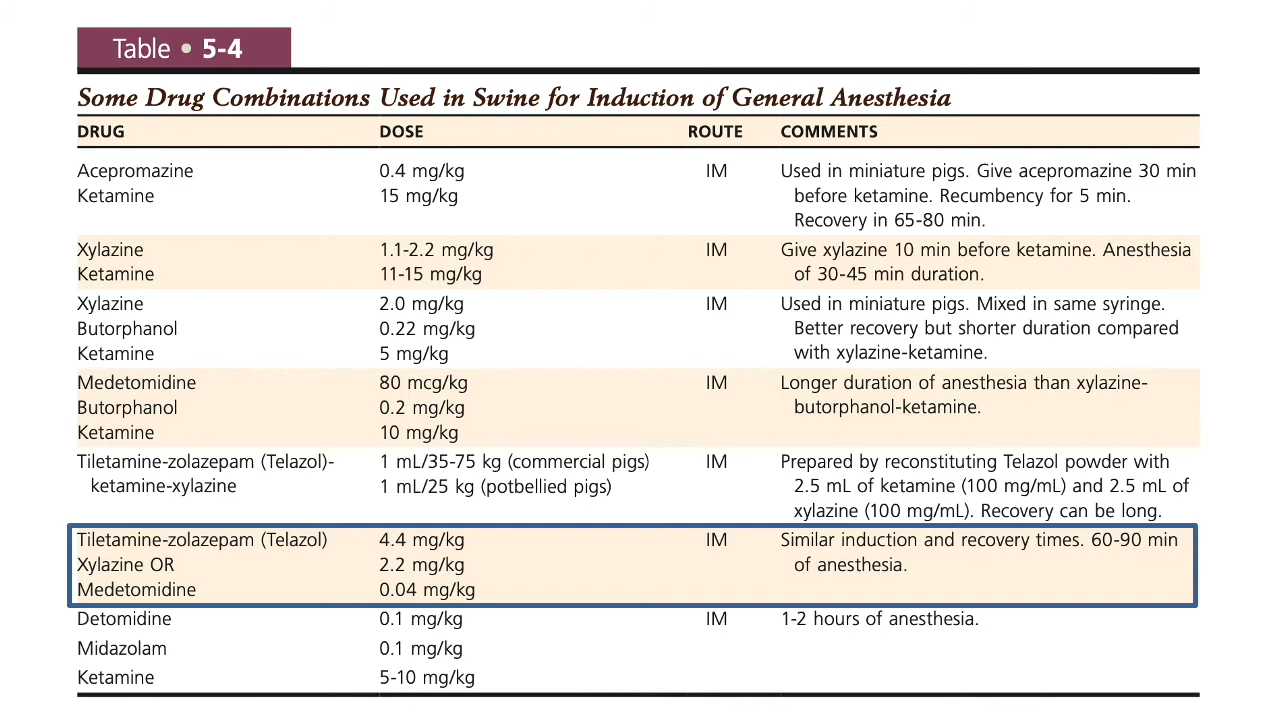 Table • 5-4
Some Drug Combinations Used in Swine for Induction of General Anesthesia
DRUG DOSE ROUTE COMMENTS
Acepromazine 0.4 mg/kg IM Used in miniature pigs. Give acepromazine 30 min
Ketamine 15 mg/kg before ketamine. Recumbency for 5 min.
Recovery in 65-80 min.
Xylazine 1.1-2.2 mg/kg IM Give xylazine 10 min before ketamine. Anesthesia
Ketamine 11-15 mg/kg of 30-45 min duration.
Xylazine 2.0 mg/kg IM Used in miniature pigs. Mixed in same syringe.
Butorphanol 0.22 mg/kg Better recovery but shorter duration compared
Ketamine 5 mg/kg with xylazine-ketamine.
Medetomidine 80 mcg/kg IM Longer duration of anesthesia than xylazine-
Butorphanol 0.2 mg/kg butorphanol-ketamine.
Ketamine 10 mg/kg
Tiletamine-zolazepam (Telazol)- 1 mL/35-75 kg (commercial pigs) IM Prepared by reconstituting Telazol powder with
ketamine-xylazine 1 mL/25 kg (potbellied pigs) 2.5 mL of ketamine (100 mg/mL) and 2.5 mL of
xylazine (100 mg/mL). Recovery can be long.
Tiletamine-zolazepam (Telazol) 4.4 mg/kg IM Similar induction and recovery times. 60-90 min
Xylazine OR 2.2 mg/kg of anesthesia.
Medetomidine 0.04 mg/kg
Detomidine 0.1 mg/kg IM 1-2 hours of anesthesia.
Midazolam 0.1 mg/kg
Ketamine 5-10 mg/kg